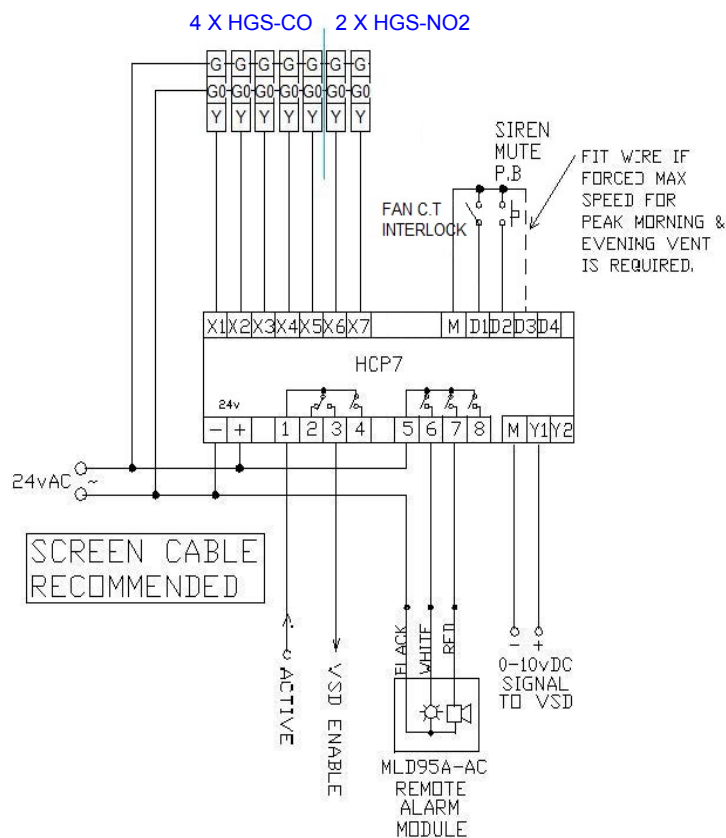 4 X HGS-CO 2 X HGS-NO2
G G G G G G G
G0 G0 G0 G0 G0 G0 G0
Y Y Y Y Y Y Y
SIREN
MUTE
P.B
FAN C.T
INTERLOCK
FIT WIRE IF
FORCED MAX
SPEED FOR
PEAK MORNING &
EVENING VENT
IS REQUIRED.
X1 X2 X3 X4 X5 X6 X7 M D1 D2 D3 D4
HCP7
24v
- + 1 2 3 4 5 6 7 8 M Y1 Y2
24vAC ~
SCREEN CABLE
RECOMMENDED
ACTIVE
VSD ENABLE
BLACK
WHITE
RED
- +
0-10vDC
SIGNAL
TO VSD
MLD95A-AC
REMOTE
ALARM
MODULE